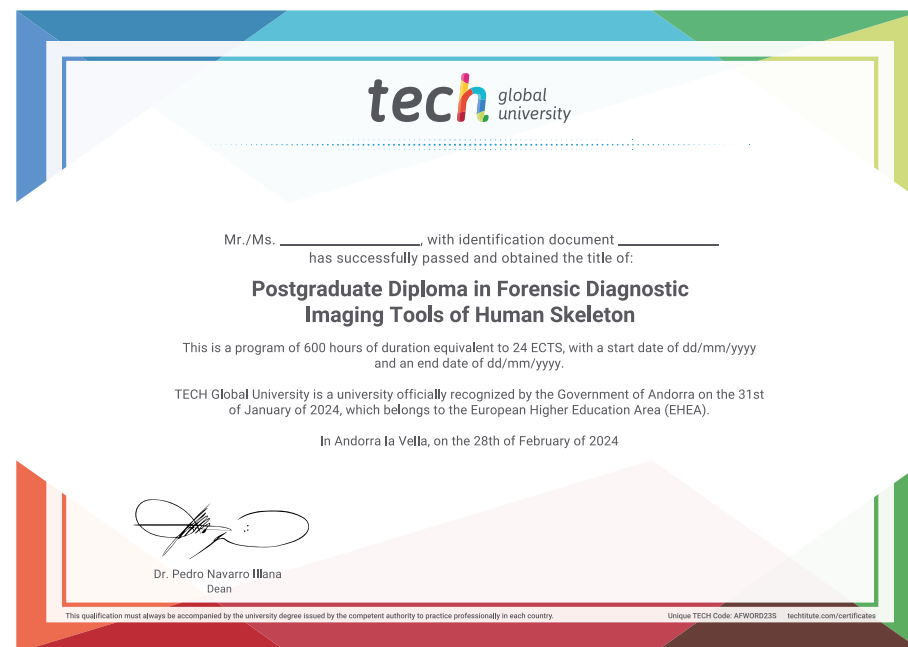 tech global university
Mr./Ms. ____________________, with identification document ______________
has successfully passed and obtained the title of:
Postgraduate Diploma in Forensic Diagnostic
Imaging Tools of Human Skeleton
This is a program of 600 hours of duration equivalent to 24 ECTS, with a start date of dd/mm/yyyy
and an end date of dd/mm/yyyy.
TECH Global University is a university officially recognized by the Government of Andorra on the 31st
of January of 2024, which belongs to the European Higher Education Area (EHEA).
In Andorra la Vella, on the 28th of February of 2024
Dr. Pedro Navarro Illana
Dean
This qualification must always be accompanied by the university degree issued by the competent authority to practice professionally in each country.
Unique TECH Code: AFWORD23S techtitute.com/certificates